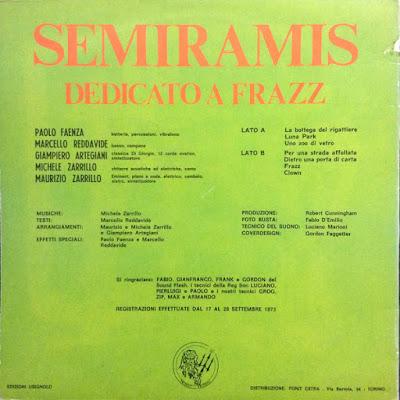 SEMIRAMIS
DEDICATO A FRAZZ
PAOLO FAENZA batteria, percussioni, vibrafono
MARCELLO REDDAVIDE basso, campane
GIAMPIERO ARTEGIANI classica Di Giorgio, 12 corde ovation, sintetizzatore
MICHELE ZARRILLO chitarre acustiche ed elettriche, canto
MAURIZIO ZARRILLO Eminent, piano a coda, elettrico, cembalo, sintetizzatore
LATO A La bottega del rigattiere
Luna Park
Uno zoo di vetro
LATO B Per una strada affollata
Dietro una porta di carta
Frazz
Clown
MUSICHE: Michele Zarrillo
TESTI: Marcello Reddavide
ARRANGIAMENTI: Maurizio e Michele Zarrillo
e Giampiero Artegiani
EFFETTI SPECIALI: Paolo Faenza e Marcello
Reddavide
PRODUZIONE: Robert Cunningham
FOTO BUSTA: Fabio D'Emilio
TECNICO DEL SUONO: Luciano Marioni
COVERDESIGN: Gordon Faggetter
Si ringraziano: FABIO, GIANFRANCO, FRANK e GORDON del
Sound Flash, i tecnici della Reg Son: LUCIANO,
PIERLUIGI e PAOLO e i nostri tecnici GROG,
ZIP, MAX e ARMANDO
REGISTRAZIONI EFFETTUATE DAL 17 AL 28 SETTEMBRE 1973
EDIZIONI USIGNOLO
DISTRIBUZIONE: FONIT CETRA - Via Bertola, 34 - TORINO